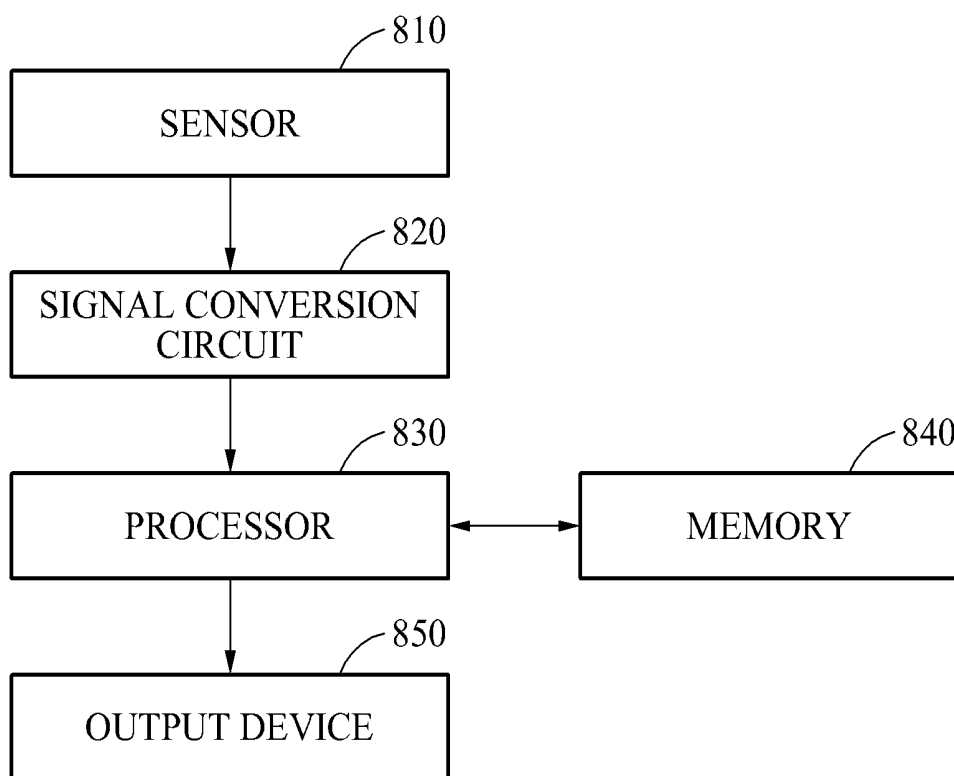 810
SENSOR
820
SIGNAL CONVERSION
CIRCUIT
830
PROCESSOR
840
MEMORY
850
OUTPUT DEVICE